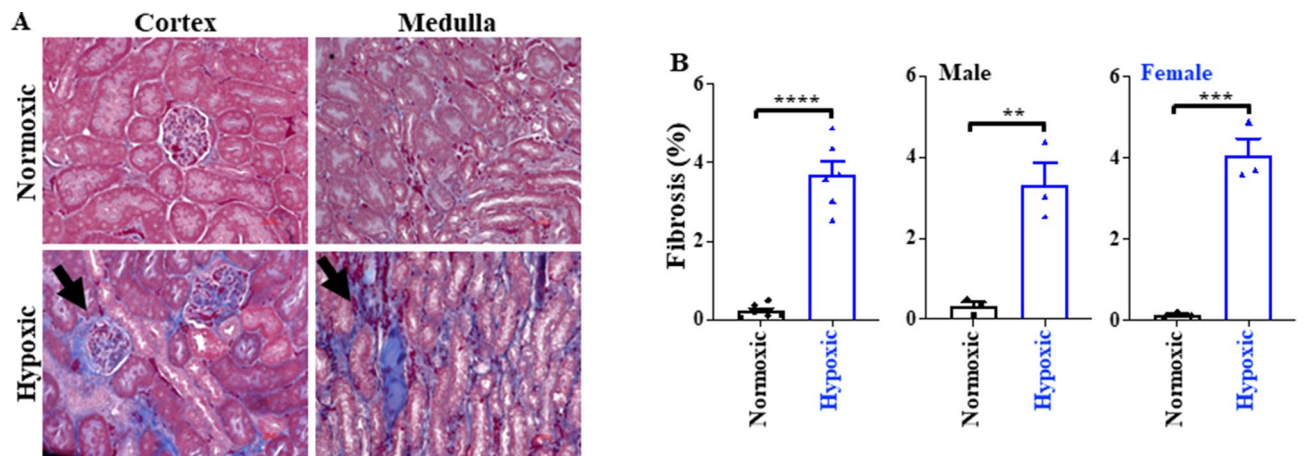 A
Cortex Medulla
Normoxic
Hypoxic
B
Fibrosis (%)
6
4
2
0
****
Normoxic
Hypoxic
Male
6
4
2
0
**
Normoxic
Hypoxic
Female
6
4
2
0
***
Normoxic
Hypoxic